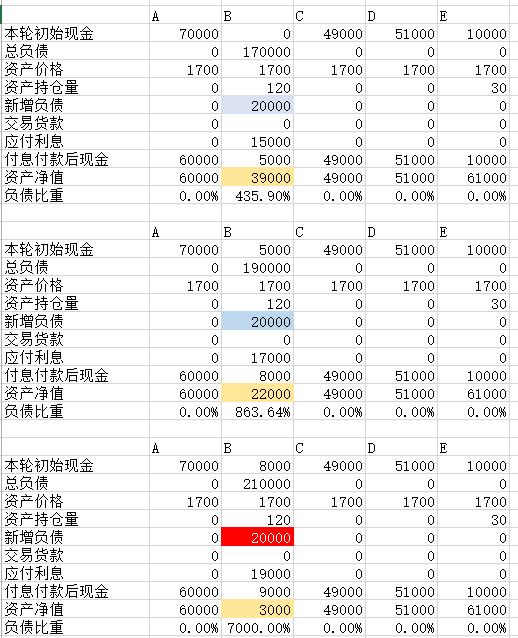 A B C D E
本轮初始现金 70000 0 49000 51000 10000
总负债 0 170000 0 0 0
资产价格 1700 1700 1700 1700 1700
资产持仓量 0 120 0 0 30
新增负债 0 20000 0 0 0
交易货款 0 0 0 0 0
应付利息 0 15000 0 0 0
付息付款后现金 60000 5000 49000 51000 10000
资产净值 60000 39000 49000 51000 61000
负债比重 0.00% 435.90% 0.00% 0.00% 0.00%
A B C D E
本轮初始现金 70000 5000 49000 51000 10000
总负债 0 190000 0 0 0
资产价格 1700 1700 1700 1700 1700
资产持仓量 0 120 0 0 30
新增负债 0 20000 0 0 0
交易货款 0 0 0 0 0
应付利息 0 17000 0 0 0
付息付款后现金 60000 8000 49000 51000 10000
资产净值 60000 22000 49000 51000 61000
负债比重 0.00% 863.64% 0.00% 0.00% 0.00%
A B C D E
本轮初始现金 70000 8000 49000 51000 10000
总负债 0 210000 0 0 0
资产价格 1700 1700 1700 1700 1700
资产持仓量 0 120 0 0 30
新增负债 0 20000 0 0 0
交易货款 0 0 0 0 0
应付利息 0 19000 0 0 0
付息付款后现金 60000 9000 49000 51000 10000
资产净值 60000 3000 49000 51000 61000
负债比重 0.00% 7000.00% 0.00% 0.00% 0.00%